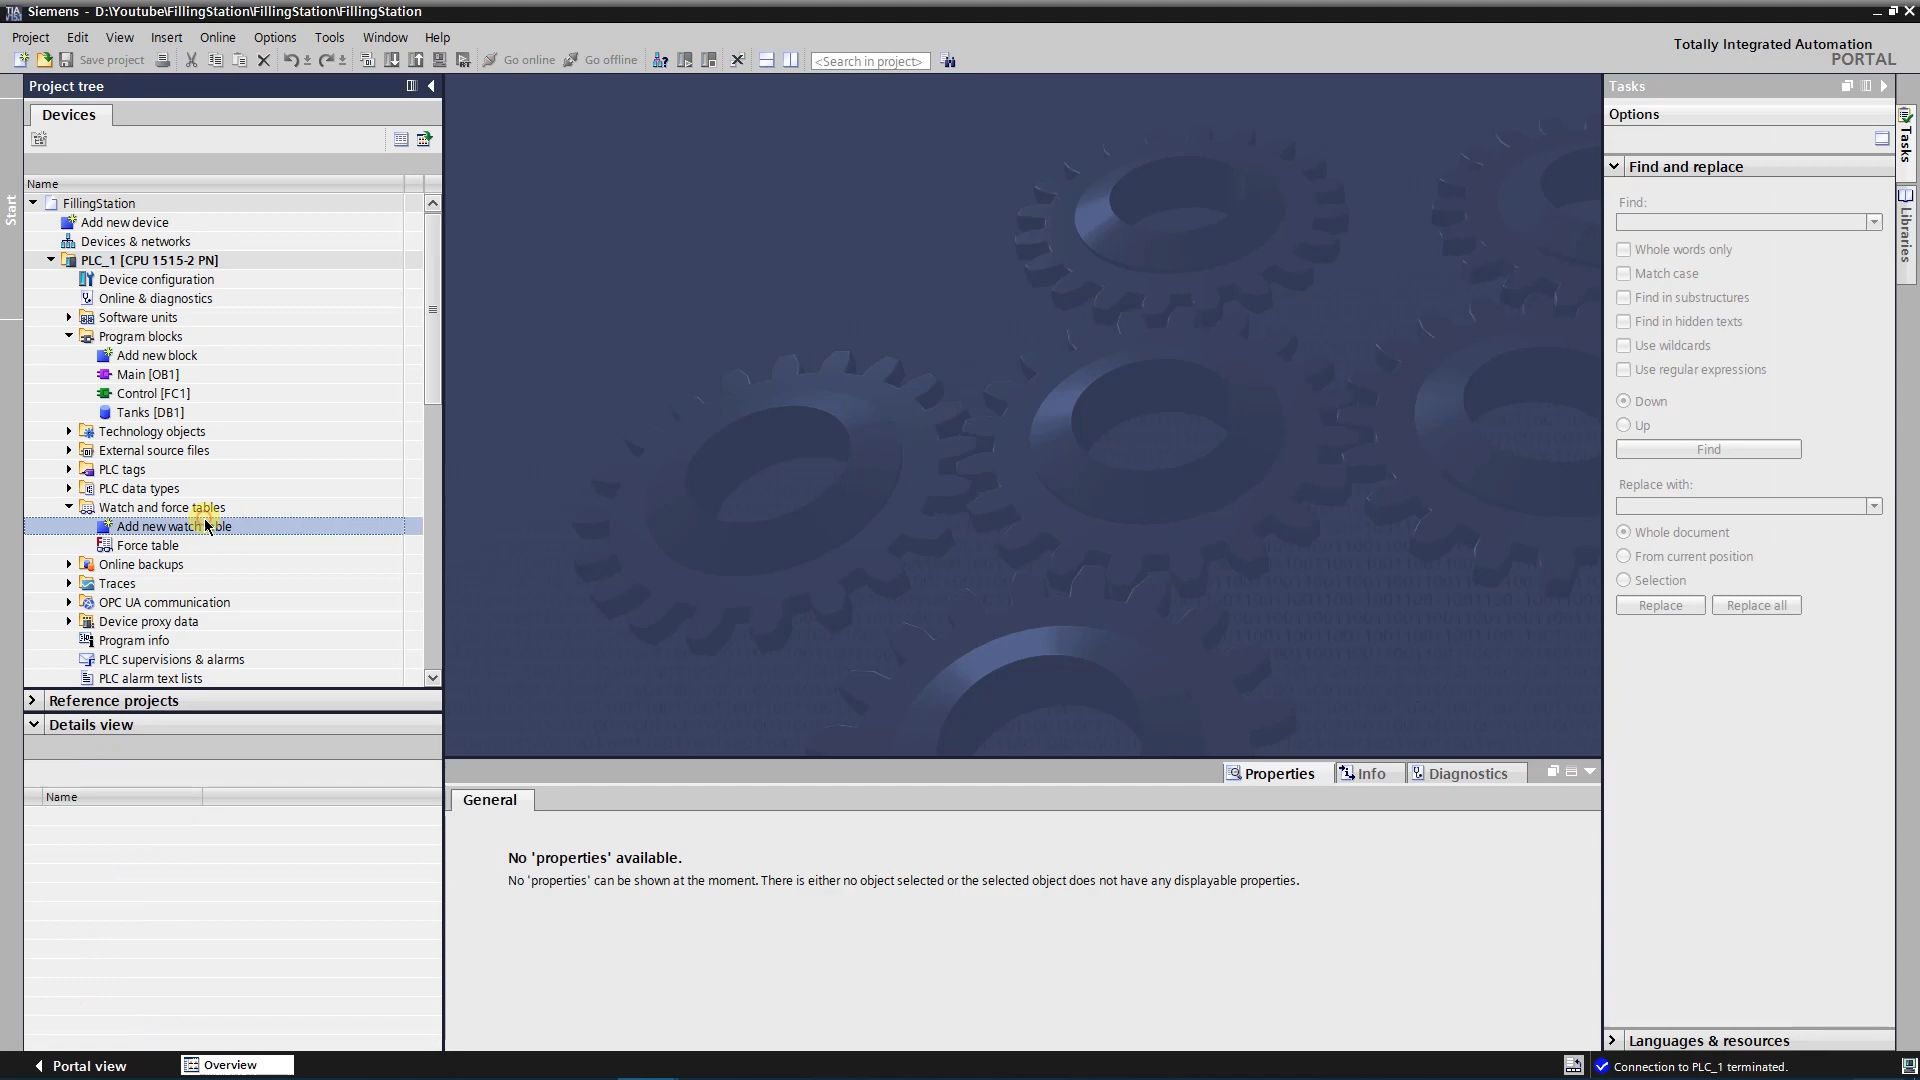 Siemens - D:\Youtube\FillingStation\FillingStation\FillingStation
Project Edit View Insert Online Options Tools Window Help
Totally Integrated Automation
PORTAL
Save project Go online Go offline <Search in project>
Project tree
Devices
Name
FillingStation
Add new device
Devices & networks
PLC_1 [CPU 1515-2 PN]
Device configuration
Online & diagnostics
Software units
Program blocks
Add new block
Main [OB1]
Control [FC1]
Tanks [DB1]
Technology objects
External source files
PLC tags
PLC data types
Watch and force tables
Add new watch table
Force table
Online backups
Traces
OPC UA communication
Device proxy data
Program info
PLC supervisions & alarms
PLC alarm text lists
Reference projects
Details view
Name
Start
Properties Info Diagnostics
General
No 'properties' available.
No 'properties' can be shown at the moment. There is either no object selected or the selected object does not have any displayable properties.
Tasks
Options
Find and replace
Find:
Whole words only
Match case
Find in substructures
Find in hidden texts
Use wildcards
Use regular expressions
Down
Up
Find
Replace with:
Whole document
From current position
Selection
Replace Replace all
Languages & resources
Tasks
Libraries
Portal view Overview Connection to PLC_1 terminated.